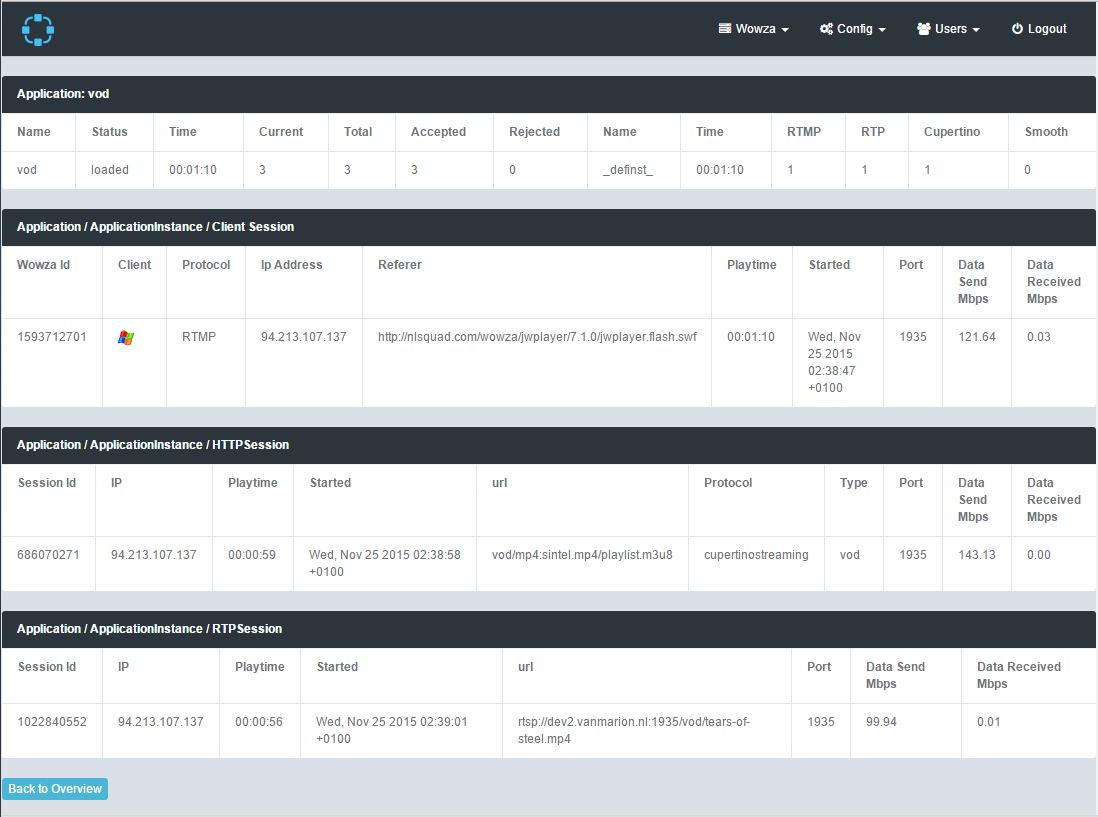 Wowza Config Users Logout
Application: vod
Name Status Time Current Total Accepted Rejected Name Time RTMP RTP Cupertino Smooth
vod loaded 00:01:10 3 3 3 0 _definst_ 00:01:10 1 1 1 0
Application / ApplicationInstance / Client Session
Wowza Id Client Protocol Ip Address Referer Playtime Started Port Data Data
Send Received
Mbps Mbps
1593712701 RTMP 94.213.107.137 http://nlsquad.com/wowza/jwplayer/7.1.0/jwplayer.flash.swf 00:01:10 Wed, Nov 1935 121.64 0.03
25 2015
02:38:47
+0100
Application / ApplicationInstance / HTTPSession
Session Id IP Playtime Started url Protocol Type Port Data Data
Send Received
Mbps Mbps
686070271 94.213.107.137 00:00:59 Wed, Nov 25 2015 02:38:58 vod/mp4:sintel.mp4/playlist.m3u8 cupertinostreaming vod 1935 143.13 0.00
+0100
Application / ApplicationInstance / RTPSession
Session Id IP Playtime Started url Port Data Send Data Received
Mbps Mbps
1022840552 94.213.107.137 00:00:56 Wed, Nov 25 2015 02:39:01 rtsp://dev2.vanmarion.nl:1935/vod/tears-of- 1935 99.94 0.01
+0100 steel.mp4
Back to Overview